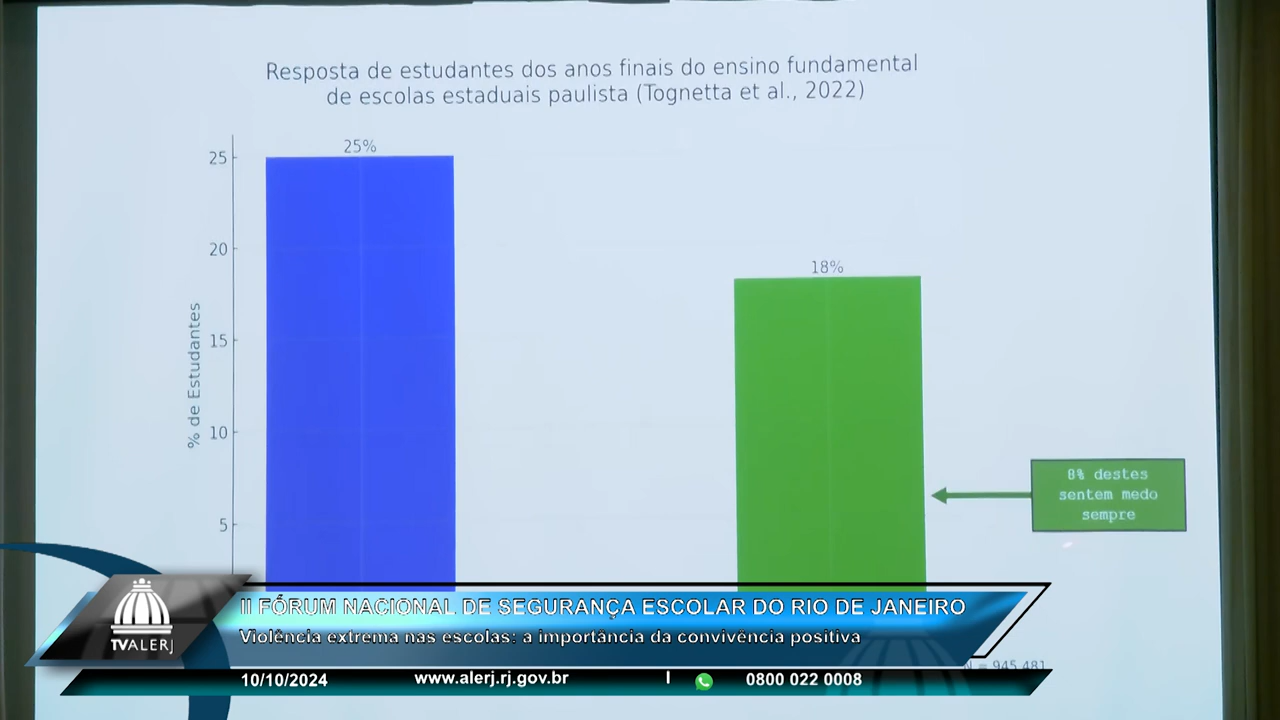 Resposta de estudantes dos anos finais do ensino fundamental
de escolas estaduais paulista (Tognetta et al., 2022)
25%
25
20
18%
% de Estudantes
15
10
8% destes
sentem medo
sempre
5
II FÓRUM NACIONAL DE SEGURANÇA ESCOLAR DO RIO DE JANEIRO
TVALERJ
Violência extrema nas escolas: a importância da convivência positiva
N = 945.481
10/10/2024
www.alerj.rj.gov.br
|
0800 022 0008